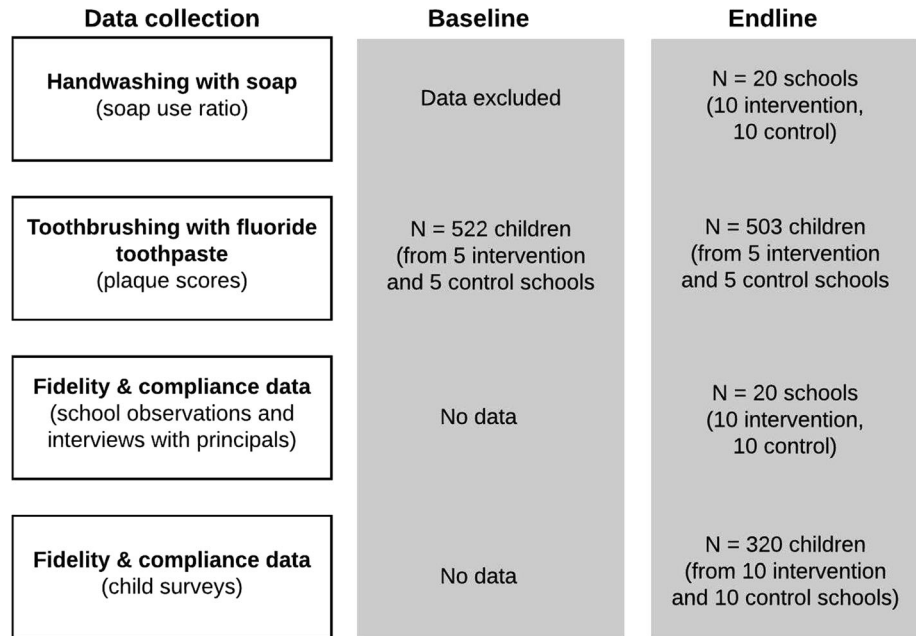 Data collection
Baseline
Endline
Handwashing with soap
(soap use ratio)
Data excluded
N = 20 schools
(10 intervention,
10 control)
Toothbrushing with fluoride
toothpaste
(plaque scores)
N = 522 children
(from 5 intervention
and 5 control schools
N = 503 children
(from 5 intervention
and 5 control schools
Fidelity & compliance data
(school observations and
interviews with principals)
No data
N = 20 schools
(10 intervention,
10 control)
Fidelity & compliance data
(child surveys)
No data
N = 320 children
(from 10 intervention
and 10 control schools)